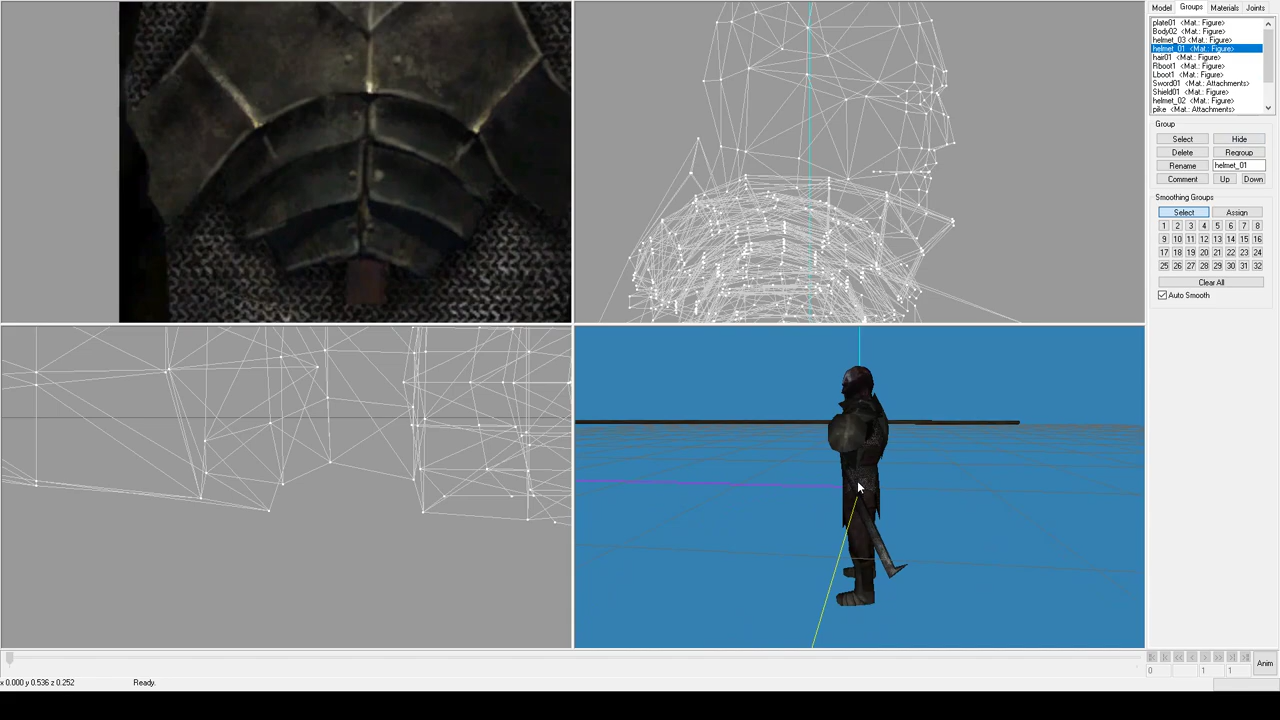 Model Groups Materials Joints
plate01 <Mat.: Figure>
Body02 <Mat.: Figure>
helmet_03 <Mat.: Figure>
helmet_01 <Mat.: Figure>
hair01 <Mat.: Figure>
Rboot1 <Mat.: Figure>
Lboot1 <Mat.: Figure>
Sword01 <Mat.: Attachments>
Shield01 <Mat.: Figure>
helmet_02 <Mat.: Figure>
pike <Mat.: Attachments>
Group
Select Hide
Delete Regroup
Rename helmet_01
Comment Up Down
Smoothing Groups
Select Assign
1 2 3 4 5 6 7 8
9 10 11 12 13 14 15 16
17 18 19 20 21 22 23 24
25 26 27 28 29 30 31 32
Clear All
Auto Smooth
Anim
0 1 1
x 0.000 y 0.536 z 0.252 Ready.